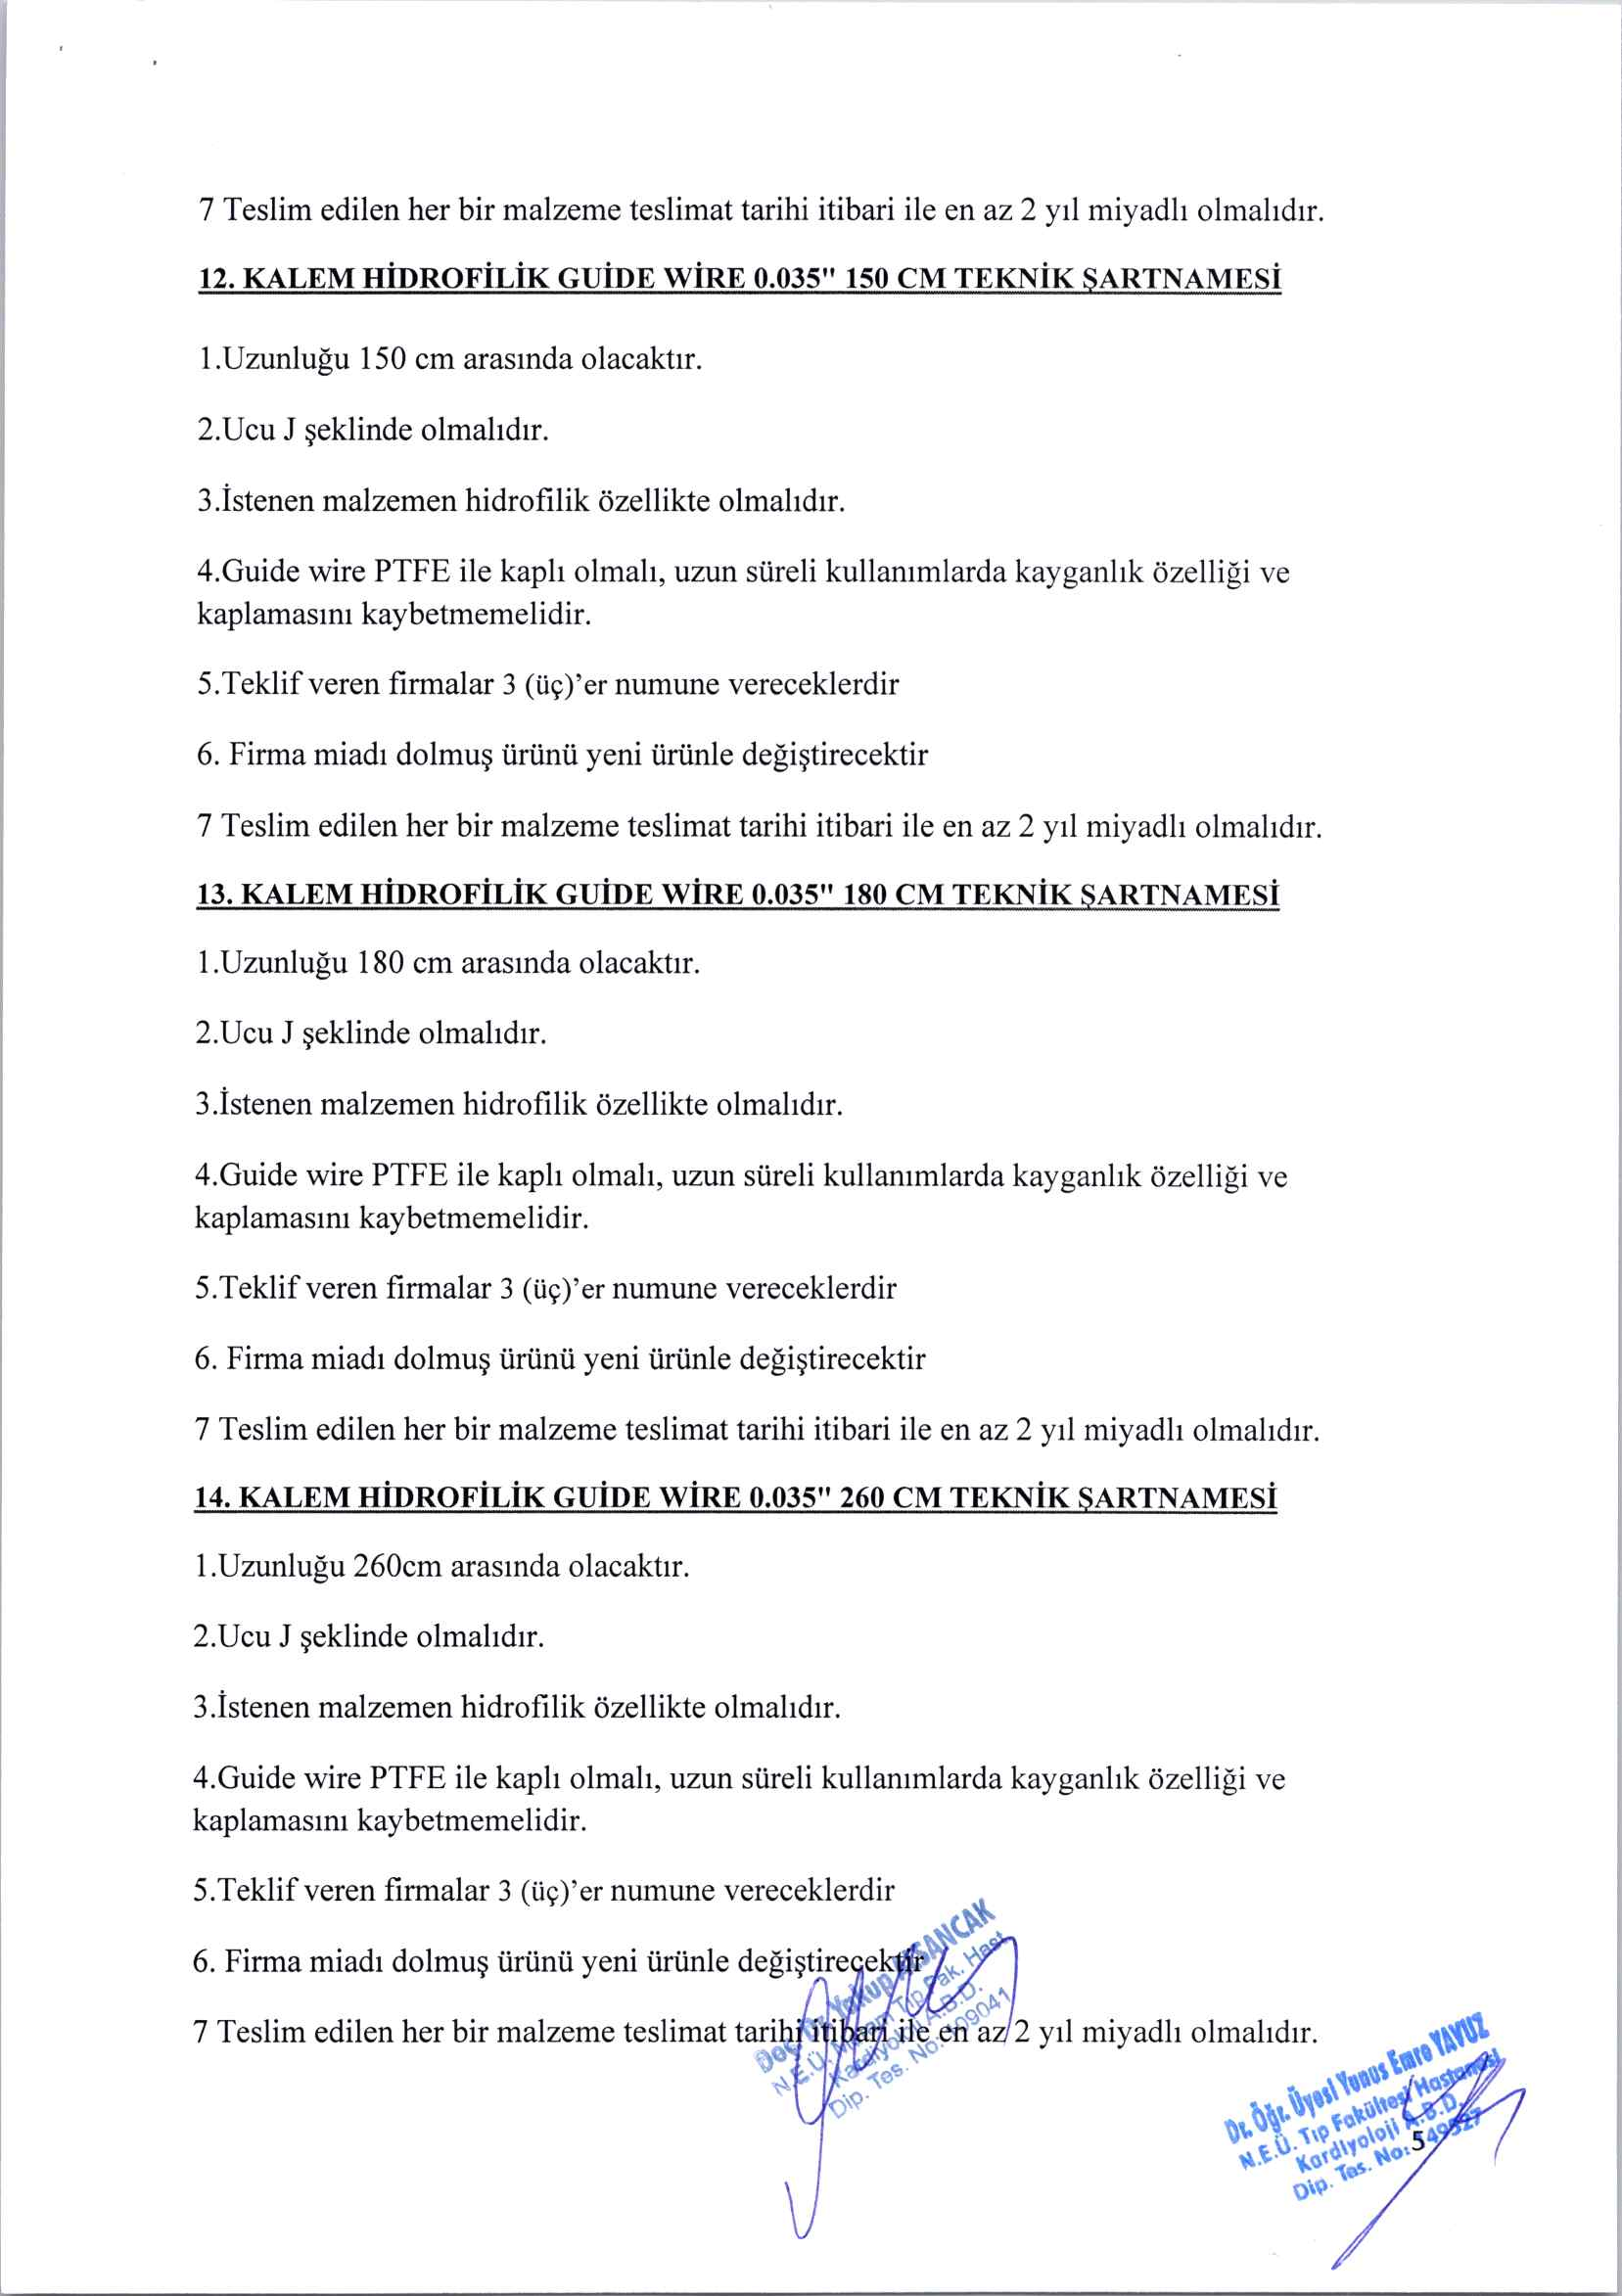 7 Teslim edilen her bir malzeme teslimat tarihi itibari ile en az 2 yıl miyadlı olmalıdır.
12. KALEM HİDROFİLİK GUİDE WİRE 0.035" 150 CM TEKNİK ŞARTNAMESİ
1.Uzunluğu 150 cm arasında olacaktır.
2.Ucu J şeklinde olmalıdır.
3.İstenen malzemen hidrofilik özellikte olmalıdır.
4.Guide wire PTFE ile kaplı olmalı, uzun süreli kullanımlarda kayganlık özelliği ve
kaplamasını kaybetmemelidir.
5.Teklif veren firmalar 3 (üç)’er numune vereceklerdir
6. Firma miadı dolmuş ürünü yeni ürünle değiştirecektir
7 Teslim edilen her bir malzeme teslimat tarihi itibari ile en az 2 yıl miyadlı olmalıdır.
13. KALEM HİDROFİLİK GUİDE WİRE 0.035" 180 CM TEKNİK ŞARTNAMESİ
1.Uzunluğu 180 cm arasında olacaktır.
2.Ucu J şeklinde olmalıdır.
3.İstenen malzemen hidrofilik özellikte olmalıdır.
4.Guide wire PTFE ile kaplı olmalı, uzun süreli kullanımlarda kayganlık özelliği ve
kaplamasını kaybetmemelidir.
5.Teklif veren firmalar 3 (üç)’er numune vereceklerdir
6. Firma miadı dolmuş ürünü yeni ürünle değiştirecektir
7 Teslim edilen her bir malzeme teslimat tarihi itibari ile en az 2 yıl miyadlı olmalıdır.
14. KALEM HİDROFİLİK GUİDE WİRE 0.035" 260 CM TEKNİK ŞARTNAMESİ
1.Uzunluğu 260cm arasında olacaktır.
2.Ucu J şeklinde olmalıdır.
3.İstenen malzemen hidrofilik özellikte olmalıdır.
4.Guide wire PTFE ile kaplı olmalı, uzun süreli kullanımlarda kayganlık özelliği ve
kaplamasını kaybetmemelidir.
5.Teklif veren firmalar 3 (üç)’er numune vereceklerdir
6. Firma miadı dolmuş ürünü yeni ürünle değiştirecektir
7 Teslim edilen her bir malzeme teslimat tarihi itibari ile en az 2 yıl miyadlı olmalıdır.
Doç. Dr. Yakup
N.E.Ü. Tıp Fak. Hast.
Kardiyoloji A.B.D.
Dip. Tes. No:
Dr. Öğr. Üyesi Yunus Emre YAVUZ
N.E.Ü. Tıp Fakültesi Hastanesi
Kardiyoloji A.B.D.
Dip. Tes. No:
5